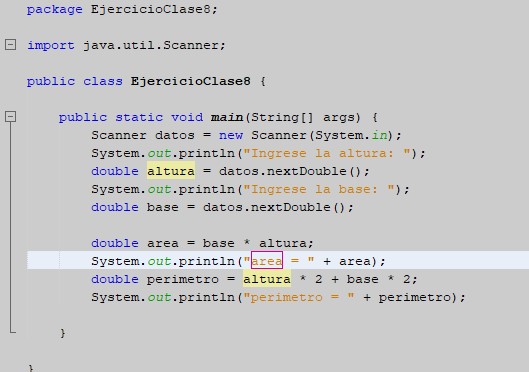 package EjercicioClase8;
import java.util.Scanner;
public class EjercicioClase8 {
public static void main(String[] args) {
Scanner datos = new Scanner(System.in);
System.out.println("Ingrese la altura: ");
double altura = datos.nextDouble();
System.out.println("Ingrese la base: ");
double base = datos.nextDouble();
double area = base * altura;
System.out.println("area = " + area);
double perimetro = altura * 2 + base * 2;
System.out.println("perimetro = " + perimetro);
}
}